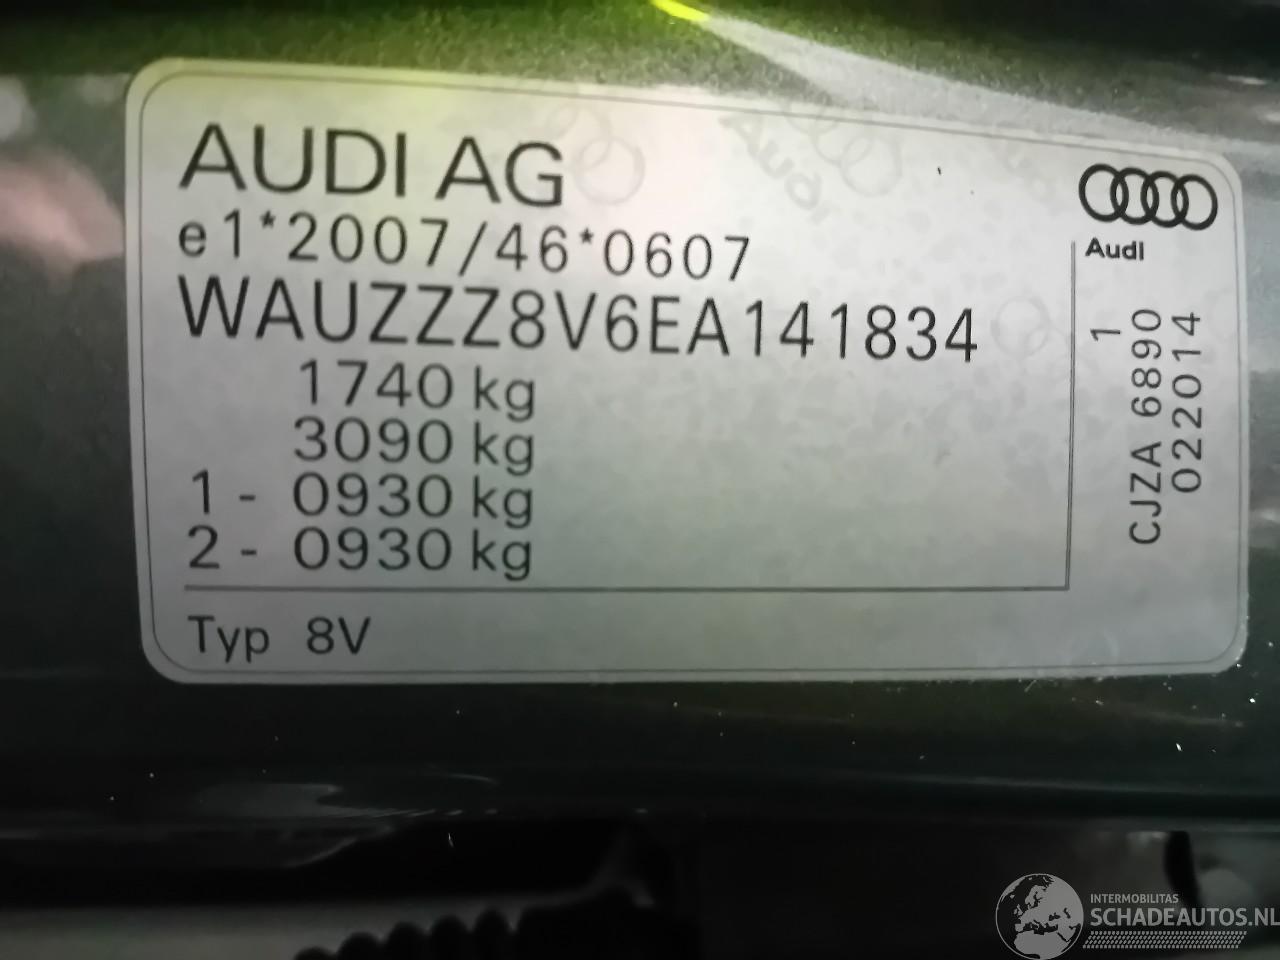 AUDI AG
e1*2007/46*0607
WAUZZZ8V6EA141834
1740 kg
3090 kg
1 - 0930 kg
2 - 0930 kg
Typ 8V
Audi
1
CJZA 6890
022014
Audi
INTERMOBILITAS
SCHADEAUTOS.NL